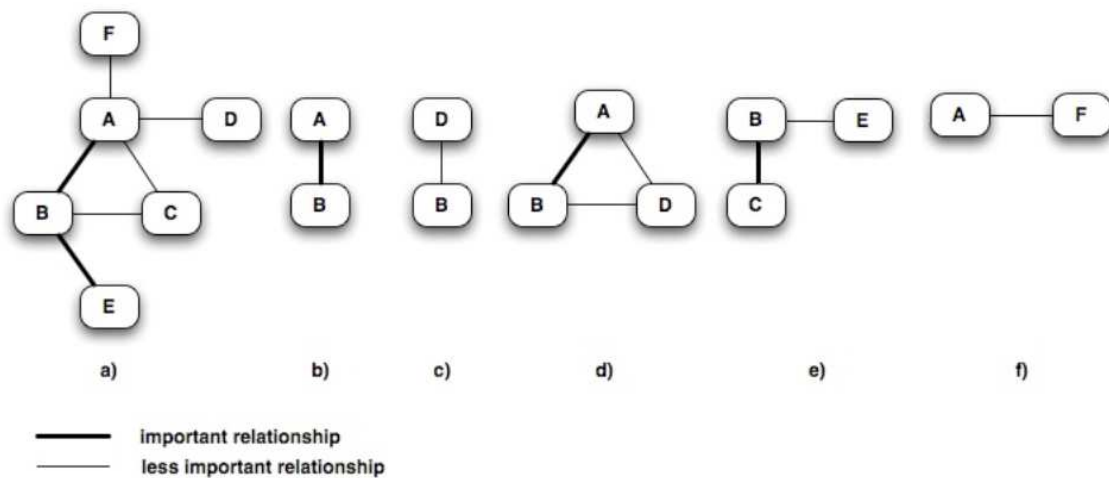 F
A
D
B
C
E
a)
A
B
b)
D
B
c)
A
B
D
d)
B
E
C
e)
A
F
f)
important relationship
less important relationship